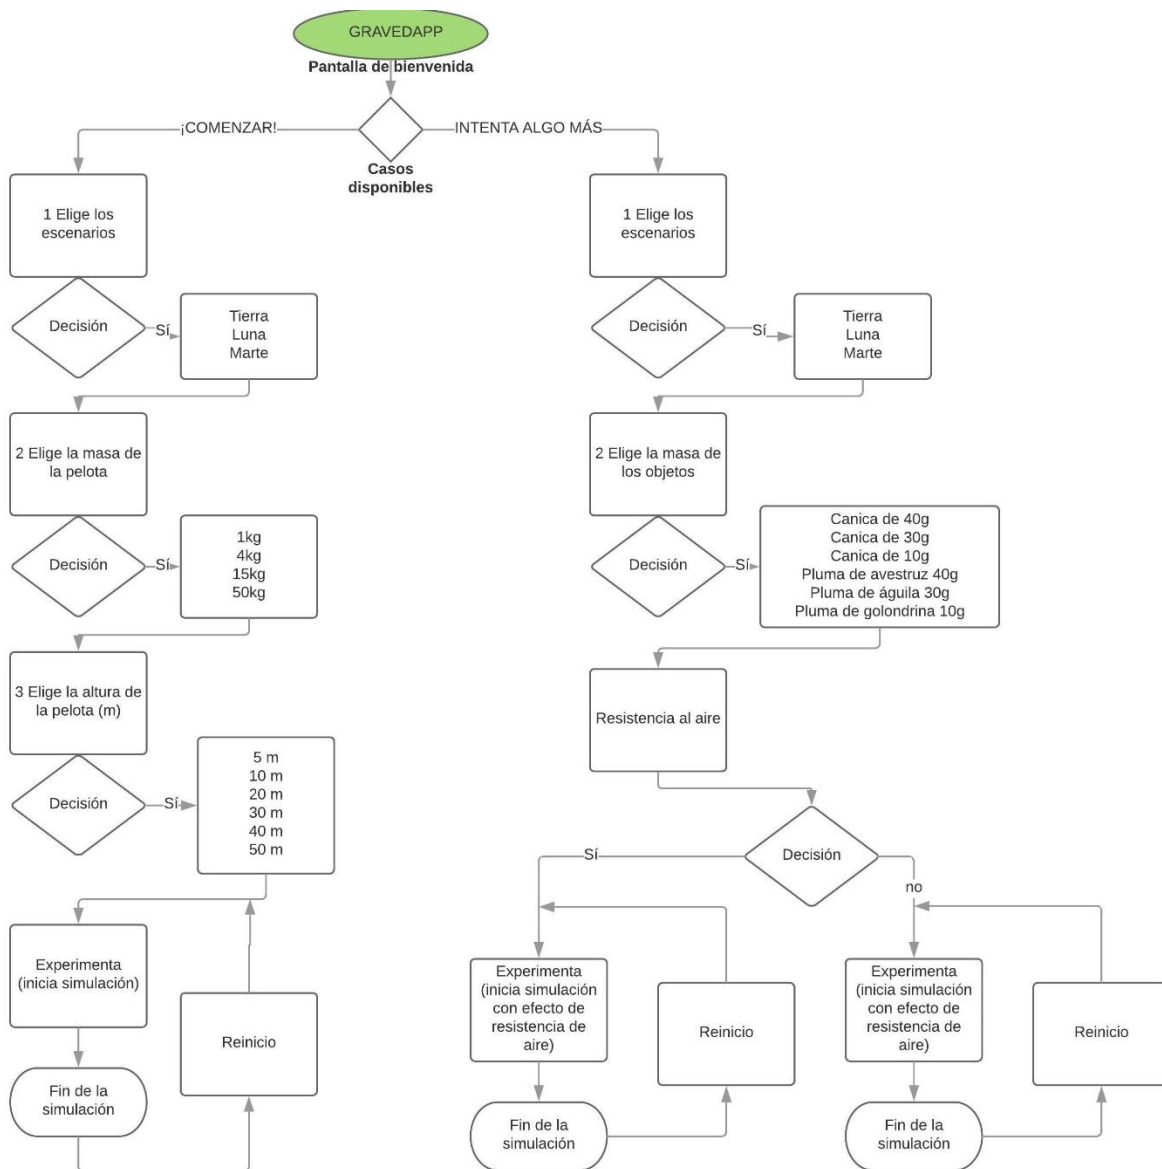 GRAVEDAPP
Pantalla de bienvenida
¡COMENZAR!
INTENTA ALGO MÁS
Casos
disponibles
1 Elige los
escenarios
Decisión
Sí
Tierra
Luna
Marte
2 Elige la masa de
la pelota
Decisión
Sí
1kg
4kg
15kg
50kg
3 Elige la altura de
la pelota (m)
Decisión
Sí
5 m
10 m
20 m
30 m
40 m
50 m
Experimenta
(inicia simulación)
Reinicio
Fin de la
simulación
1 Elige los
escenarios
Decisión
Sí
Tierra
Luna
Marte
2 Elige la masa de
los objetos
Decisión
Sí
Canica de 40g
Canica de 30g
Canica de 10g
Pluma de avestruz 40g
Pluma de águila 30g
Pluma de golondrina 10g
Resistencia al aire
Decisión
Sí
no
Experimenta
(inicia simulación
con efecto de
resistencia de
aire)
Reinicio
Fin de la
simulación
Experimenta
(inicia simulación
con efecto de
resistencia de
aire)
Reinicio
Fin de la
simulación